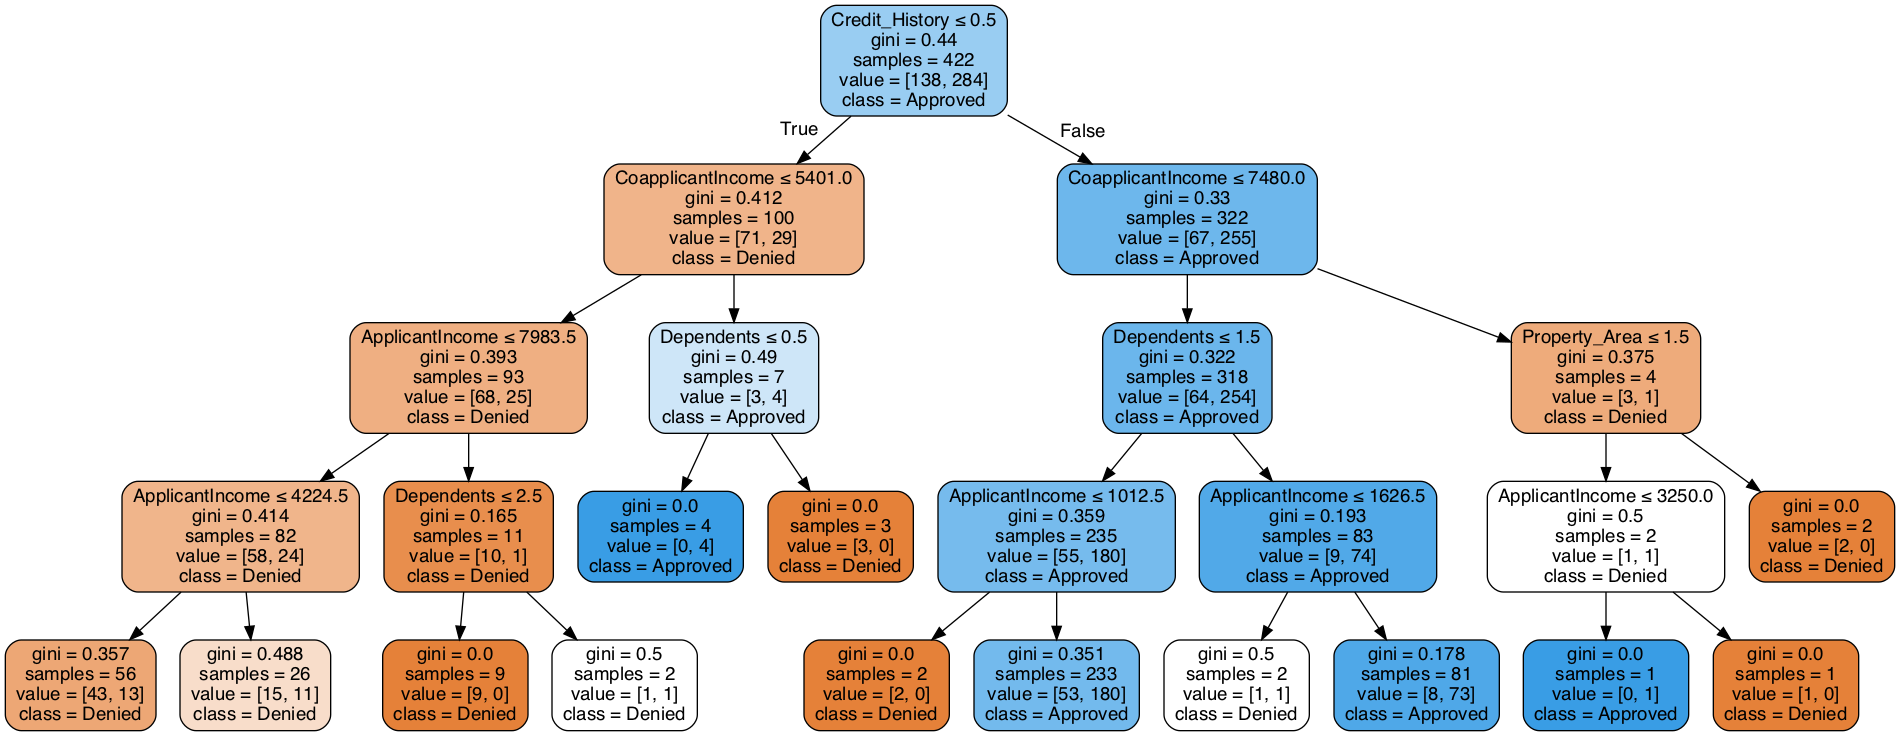 Credit_History ≤ 0.5
gini = 0.44
samples = 422
value = [138, 284]
class = Approved
True
False
CoapplicantIncome ≤ 5401.0
gini = 0.412
samples = 100
value = [71, 29]
class = Denied
CoapplicantIncome ≤ 7480.0
gini = 0.33
samples = 322
value = [67, 255]
class = Approved
ApplicantIncome ≤ 7983.5
gini = 0.393
samples = 93
value = [68, 25]
class = Denied
Dependents ≤ 0.5
gini = 0.49
samples = 7
value = [3, 4]
class = Approved
Dependents ≤ 1.5
gini = 0.322
samples = 318
value = [64, 254]
class = Approved
Property_Area ≤ 1.5
gini = 0.375
samples = 4
value = [3, 1]
class = Denied
ApplicantIncome ≤ 4224.5
gini = 0.414
samples = 82
value = [58, 24]
class = Denied
Dependents ≤ 2.5
gini = 0.165
samples = 11
value = [10, 1]
class = Denied
gini = 0.0
samples = 4
value = [0, 4]
class = Approved
gini = 0.0
samples = 3
value = [3, 0]
class = Denied
ApplicantIncome ≤ 1012.5
gini = 0.359
samples = 235
value = [55, 180]
class = Approved
ApplicantIncome ≤ 1626.5
gini = 0.193
samples = 83
value = [9, 74]
class = Approved
ApplicantIncome ≤ 3250.0
gini = 0.5
samples = 2
value = [1, 1]
class = Denied
gini = 0.0
samples = 2
value = [2, 0]
class = Denied
gini = 0.357
samples = 56
value = [43, 13]
class = Denied
gini = 0.488
samples = 26
value = [15, 11]
class = Denied
gini = 0.0
samples = 9
value = [9, 0]
class = Denied
gini = 0.5
samples = 2
value = [1, 1]
class = Denied
gini = 0.0
samples = 2
value = [2, 0]
class = Denied
gini = 0.351
samples = 233
value = [53, 180]
class = Approved
gini = 0.5
samples = 2
value = [1, 1]
class = Denied
gini = 0.178
samples = 81
value = [8, 73]
class = Approved
gini = 0.0
samples = 1
value = [0, 1]
class = Approved
gini = 0.0
samples = 1
value = [1, 0]
class = Denied